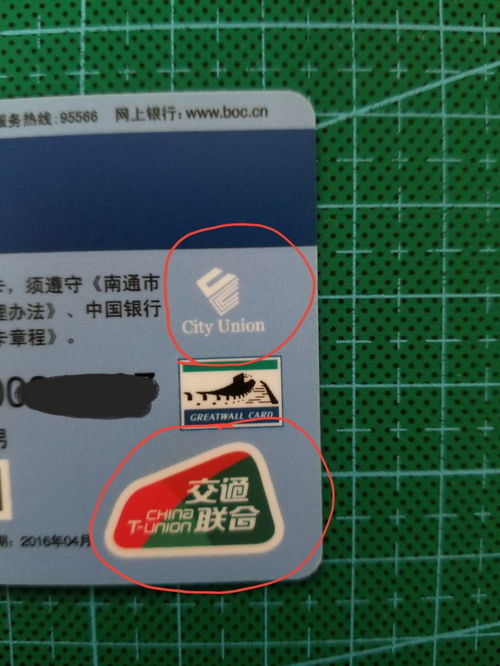 服务热线:95566 网上银行:www.boc.cn
卡,须遵守《南通市
理办法》、中国银行
卡章程》。
City Union
GREATWALL CARD
交通
CHINA
T-UNION 联合
期:2016年04月